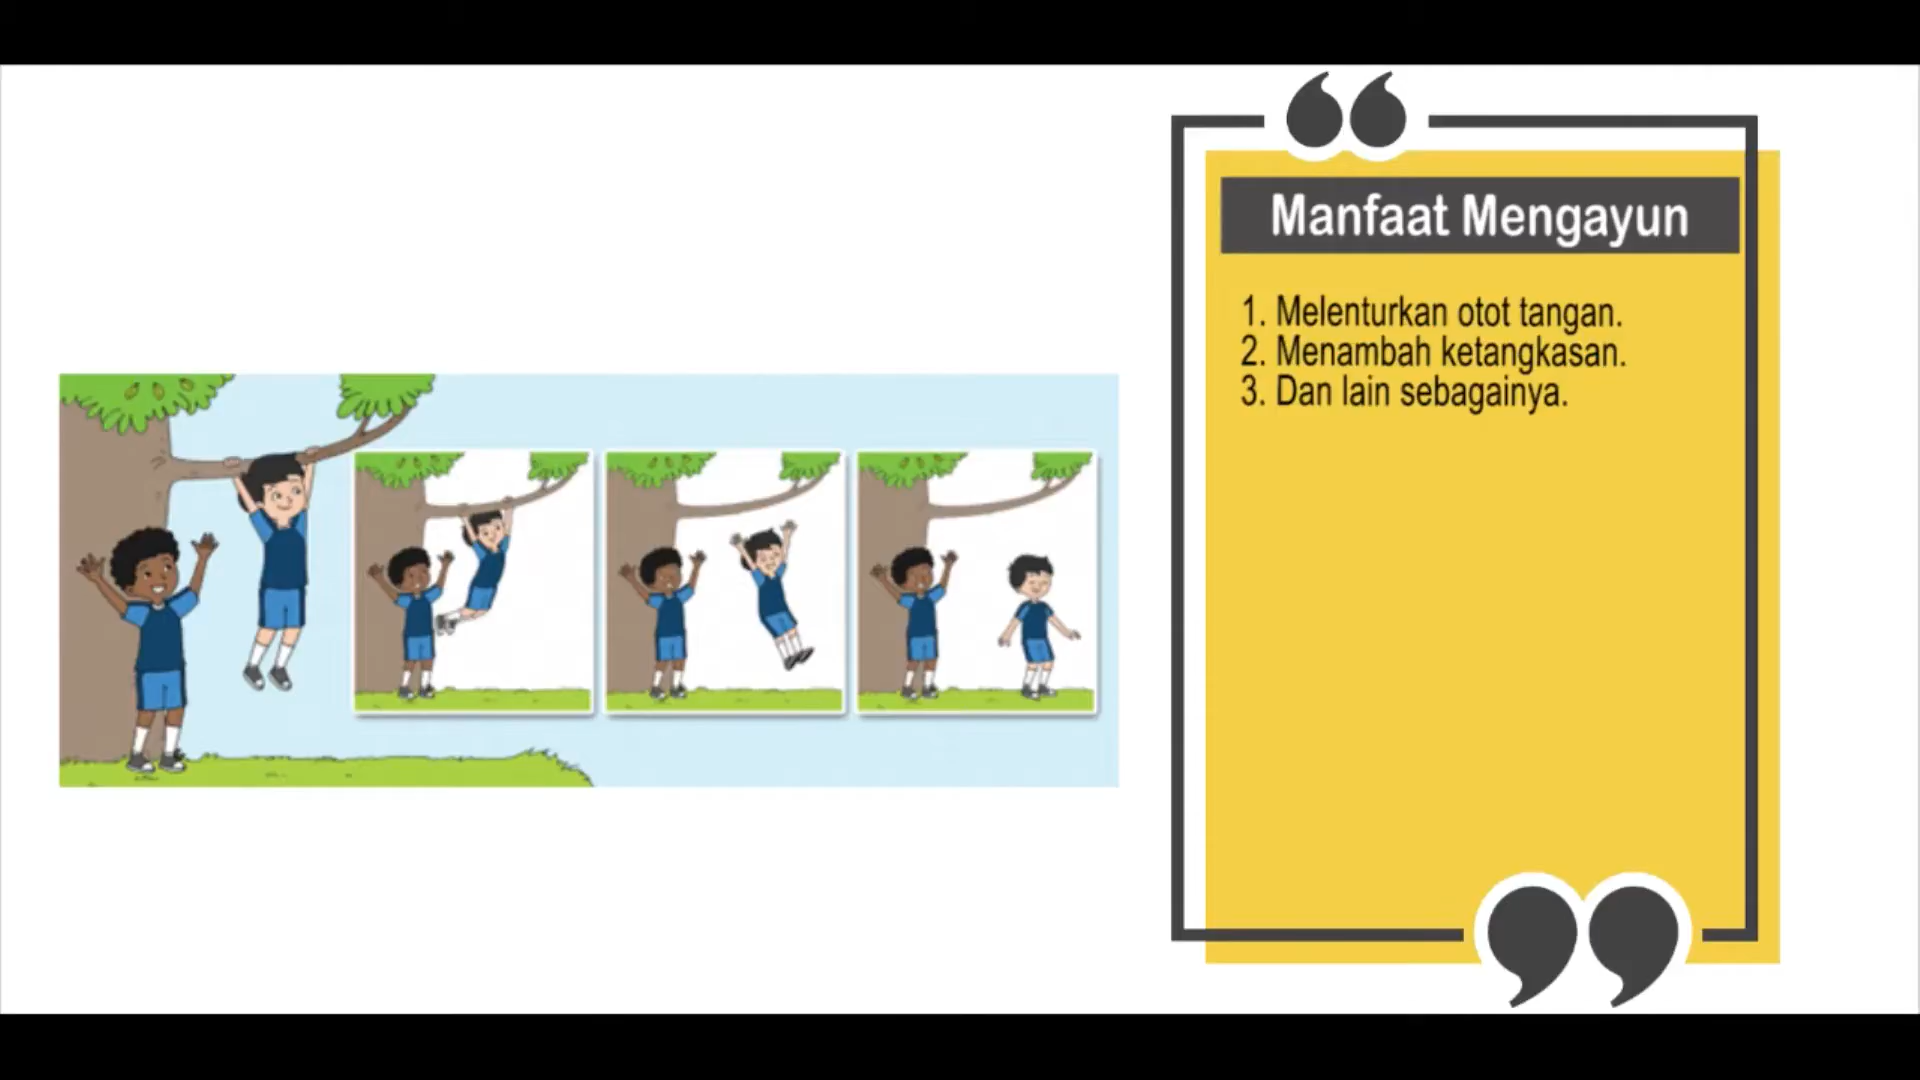 Manfaat Mengayun
1. Melenturkan otot tangan.
2. Menambah ketangkasan.
3. Dan lain sebagainya.